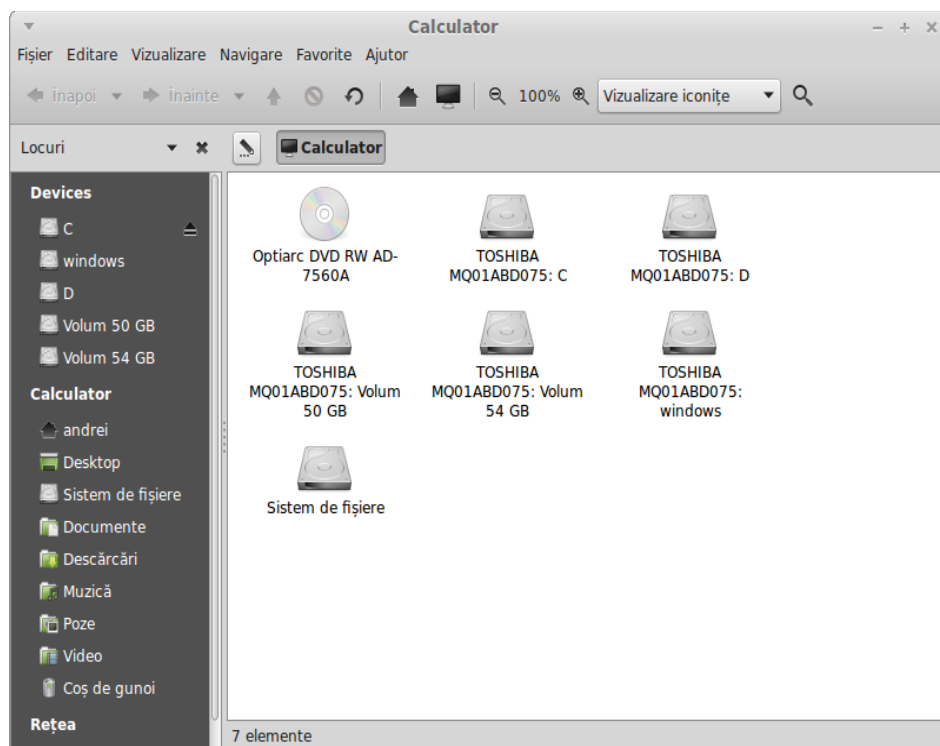 Calculator
Fișier Editare Vizualizare Navigare Favorite Ajutor
Înapoi Înainte 100% Vizualizare iconițe
Locuri Calculator
Devices
C
windows
D
Volum 50 GB
Volum 54 GB
Calculator
andrei
Desktop
Sistem de fișiere
Documente
Descărcări
Muzică
Poze
Video
Coș de gunoi
Rețea
Optiarc DVD RW AD-
7560A
TOSHIBA
MQ01ABD075: C
TOSHIBA
MQ01ABD075: D
TOSHIBA
MQ01ABD075: Volum
50 GB
TOSHIBA
MQ01ABD075: Volum
54 GB
TOSHIBA
MQ01ABD075:
windows
Sistem de fișiere
7 elemente